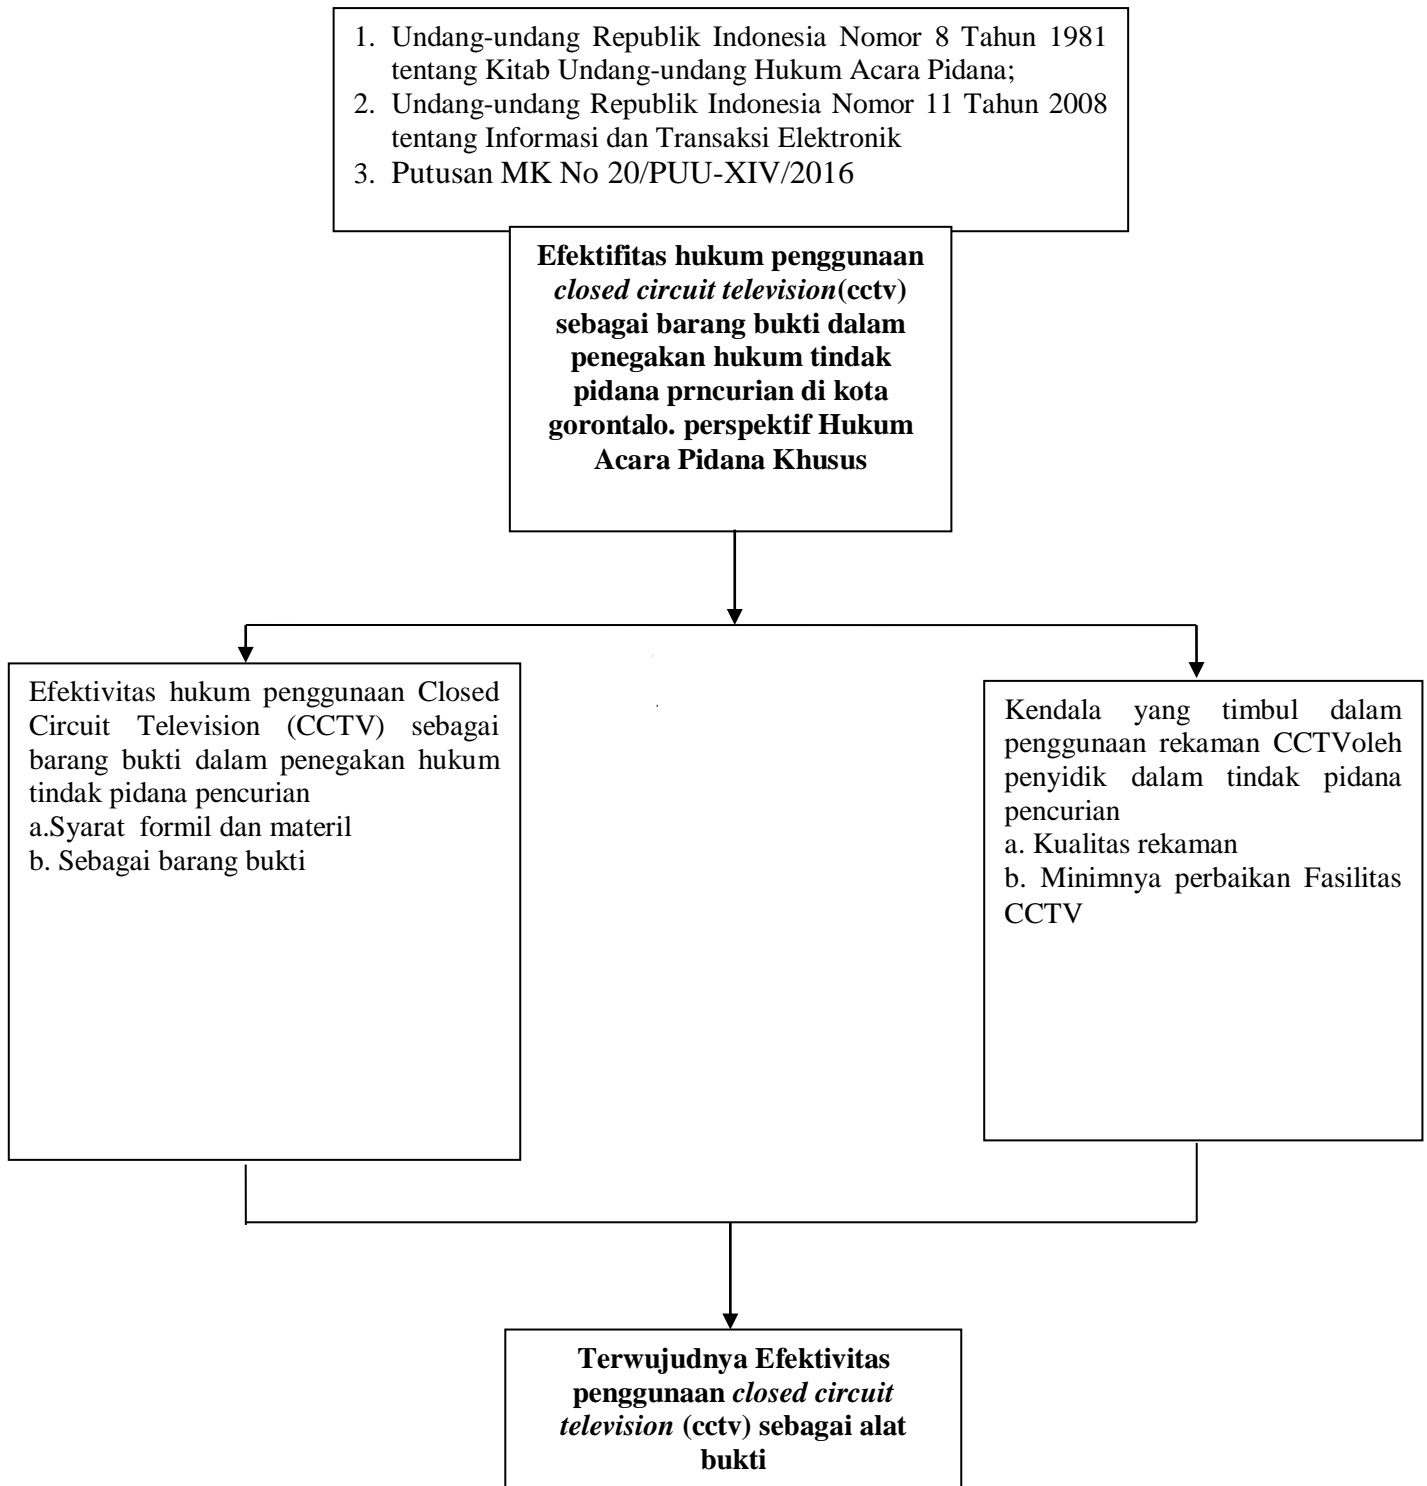 1. Undang-undang Republik Indonesia Nomor 8 Tahun 1981
tentang Kitab Undang-undang Hukum Acara Pidana;
2. Undang-undang Republik Indonesia Nomor 11 Tahun 2008
tentang Informasi dan Transaksi Elektronik
3. Putusan MK No 20/PUU-XIV/2016
Efektifitas hukum penggunaan
closed circuit television(cctv)
sebagai barang bukti dalam
penegakan hukum tindak
pidana prncurian di kota
gorontalo. perspektif Hukum
Acara Pidana Khusus
Efektivitas hukum penggunaan Closed
Circuit Television (CCTV) sebagai
barang bukti dalam penegakan hukum
tindak pidana pencurian
a.Syarat formil dan materil
b. Sebagai barang bukti
Kendala yang timbul dalam
penggunaan rekaman CCTVoleh
penyidik dalam tindak pidana
pencurian
a. Kualitas rekaman
b. Minimnya perbaikan Fasilitas
CCTV
Terwujudnya Efektivitas
penggunaan closed circuit
television (cctv) sebagai alat
bukti